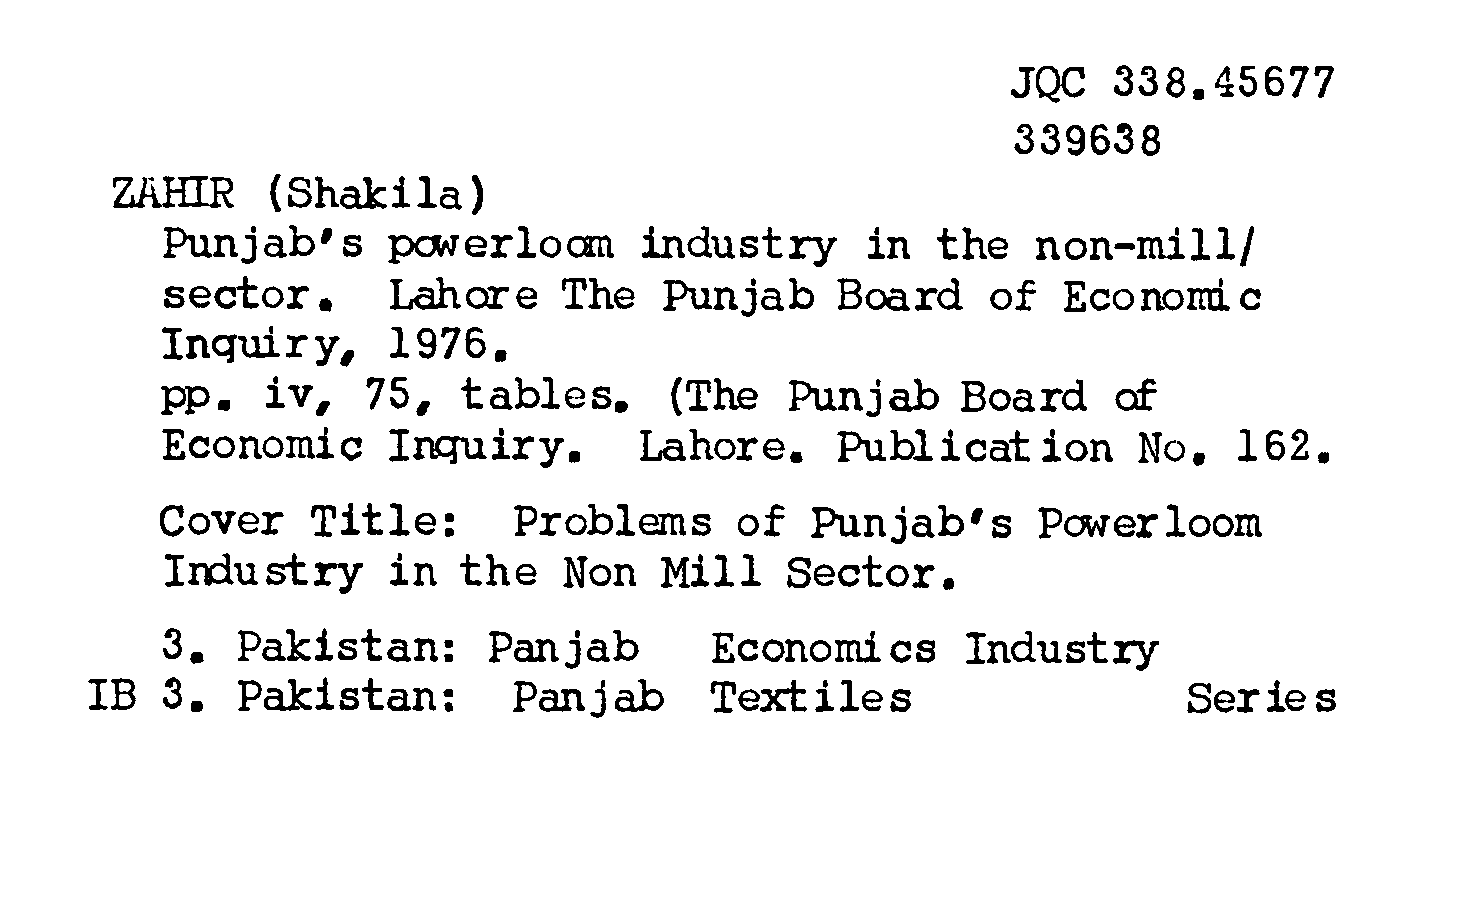 JQC 338.45677
339638
ZAHIR (Shakila)
Punjab's powerloom industry in the non-mill/
sector. Lahore The Punjab Board of Economic
Inquiry, 1976.
pp. iv, 75, tables. (The Punjab Board of
Economic Inquiry. Lahore. Publication No. 162.
Cover Title: Problems of Punjab's Powerloom
Industry in the Non Mill Sector.
3. Pakistan: Panjab Economics Industry
IB 3. Pakistan: Panjab Textiles Series